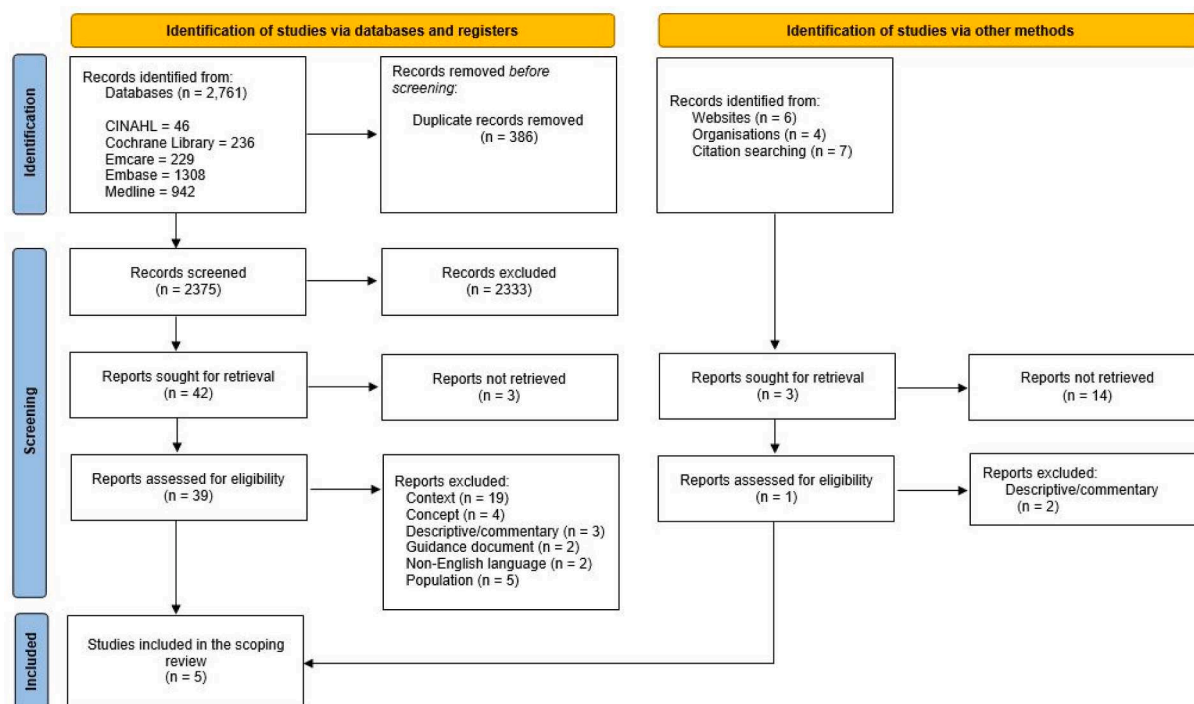 Identification of studies via databases and registers
Identification of studies via other methods
Identification
Records identified from:
Databases (n = 2,761)
CINAHL = 46
Cochrane Library = 236
Emcare = 229
Embase = 1308
Medline = 942
Records removed before
screening:
Duplicate records removed
(n = 386)
Records identified from:
Websites (n = 6)
Organisations (n = 4)
Citation searching (n = 7)
Screening
Records screened
(n = 2375)
Records excluded
(n = 2333)
Reports sought for retrieval
(n = 42)
Reports not retrieved
(n = 3)
Reports sought for retrieval
(n = 3)
Reports not retrieved
(n = 14)
Reports assessed for eligibility
(n = 39)
Reports excluded:
Context (n = 19)
Concept (n = 4)
Descriptive/commentary (n = 3)
Guidance document (n = 2)
Non-English language (n = 2)
Population (n = 5)
Reports assessed for eligibility
(n = 1)
Reports excluded:
Descriptive/commentary
(n = 2)
Included
Studies included in the scoping
review
(n = 5)